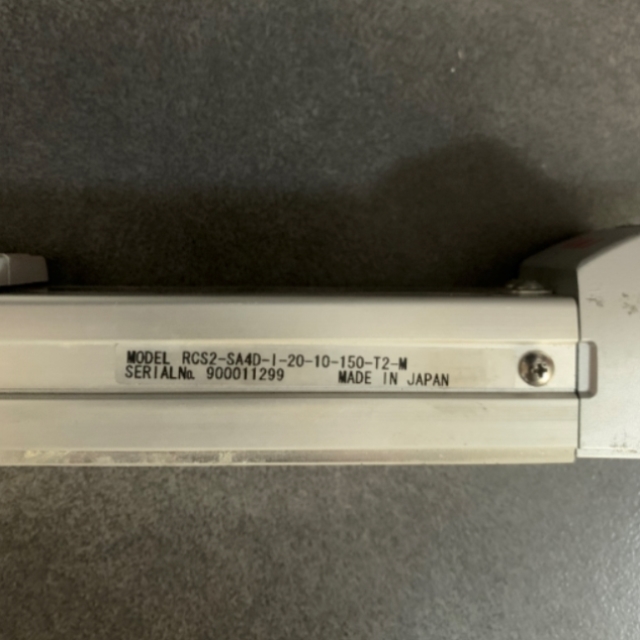 MODEL RCS2-SA4D-I-20-10-150-T2-M
SERIALNo. 900011299 MADE IN JAPAN